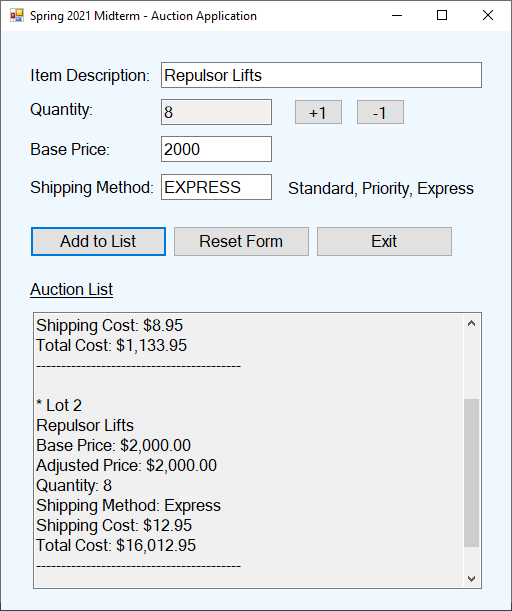 Spring 2021 Midterm - Auction Application
Item Description: Repulsor Lifts
Quantity: 8 +1 -1
Base Price: 2000
Shipping Method: EXPRESS Standard, Priority, Express
Add to List Reset Form Exit
Auction List
Shipping Cost: $8.95
Total Cost: $1,133.95
-----------------------------------------
* Lot 2
Repulsor Lifts
Base Price: $2,000.00
Adjusted Price: $2,000.00
Quantity: 8
Shipping Method: Express
Shipping Cost: $12.95
Total Cost: $16,012.95
-----------------------------------------